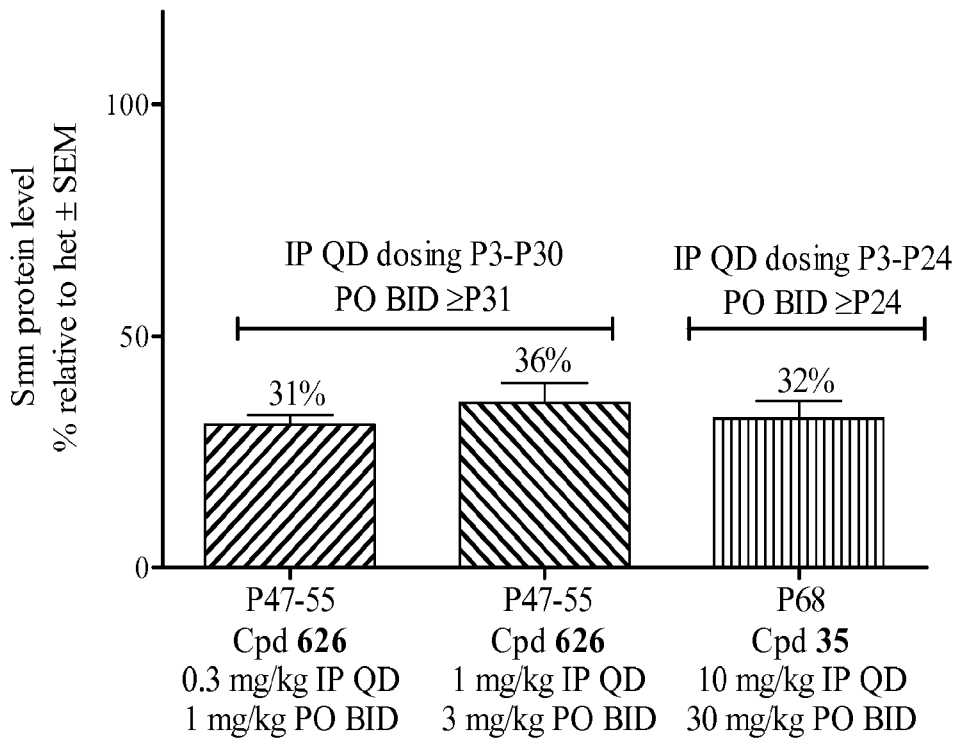 Smn protein level
% relative to het ± SEM
100
50
0
IP QD dosing P3-P30
PO BID ≥P31
IP QD dosing P3-P24
PO BID ≥P24
31%
36%
32%
P47-55
Cpd 626
0.3 mg/kg IP QD
1 mg/kg PO BID
P47-55
Cpd 626
1 mg/kg IP QD
3 mg/kg PO BID
P68
Cpd 35
10 mg/kg IP QD
30 mg/kg PO BID